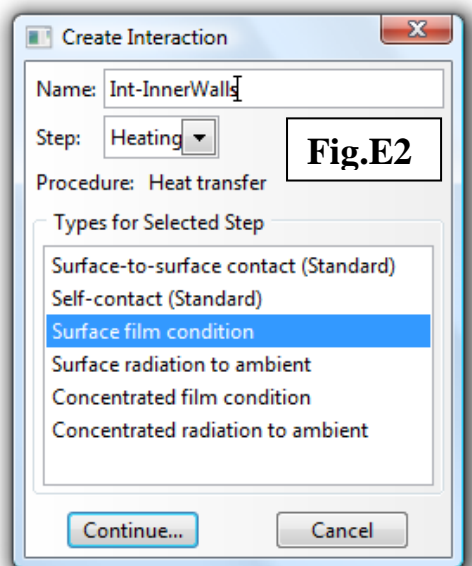 Create Interaction
Name: Int-InnerWalls
Step: Heating
Fig.E2
Procedure: Heat transfer
Types for Selected Step
Surface-to-surface contact (Standard)
Self-contact (Standard)
Surface film condition
Surface radiation to ambient
Concentrated film condition
Concentrated radiation to ambient
Continue... Cancel